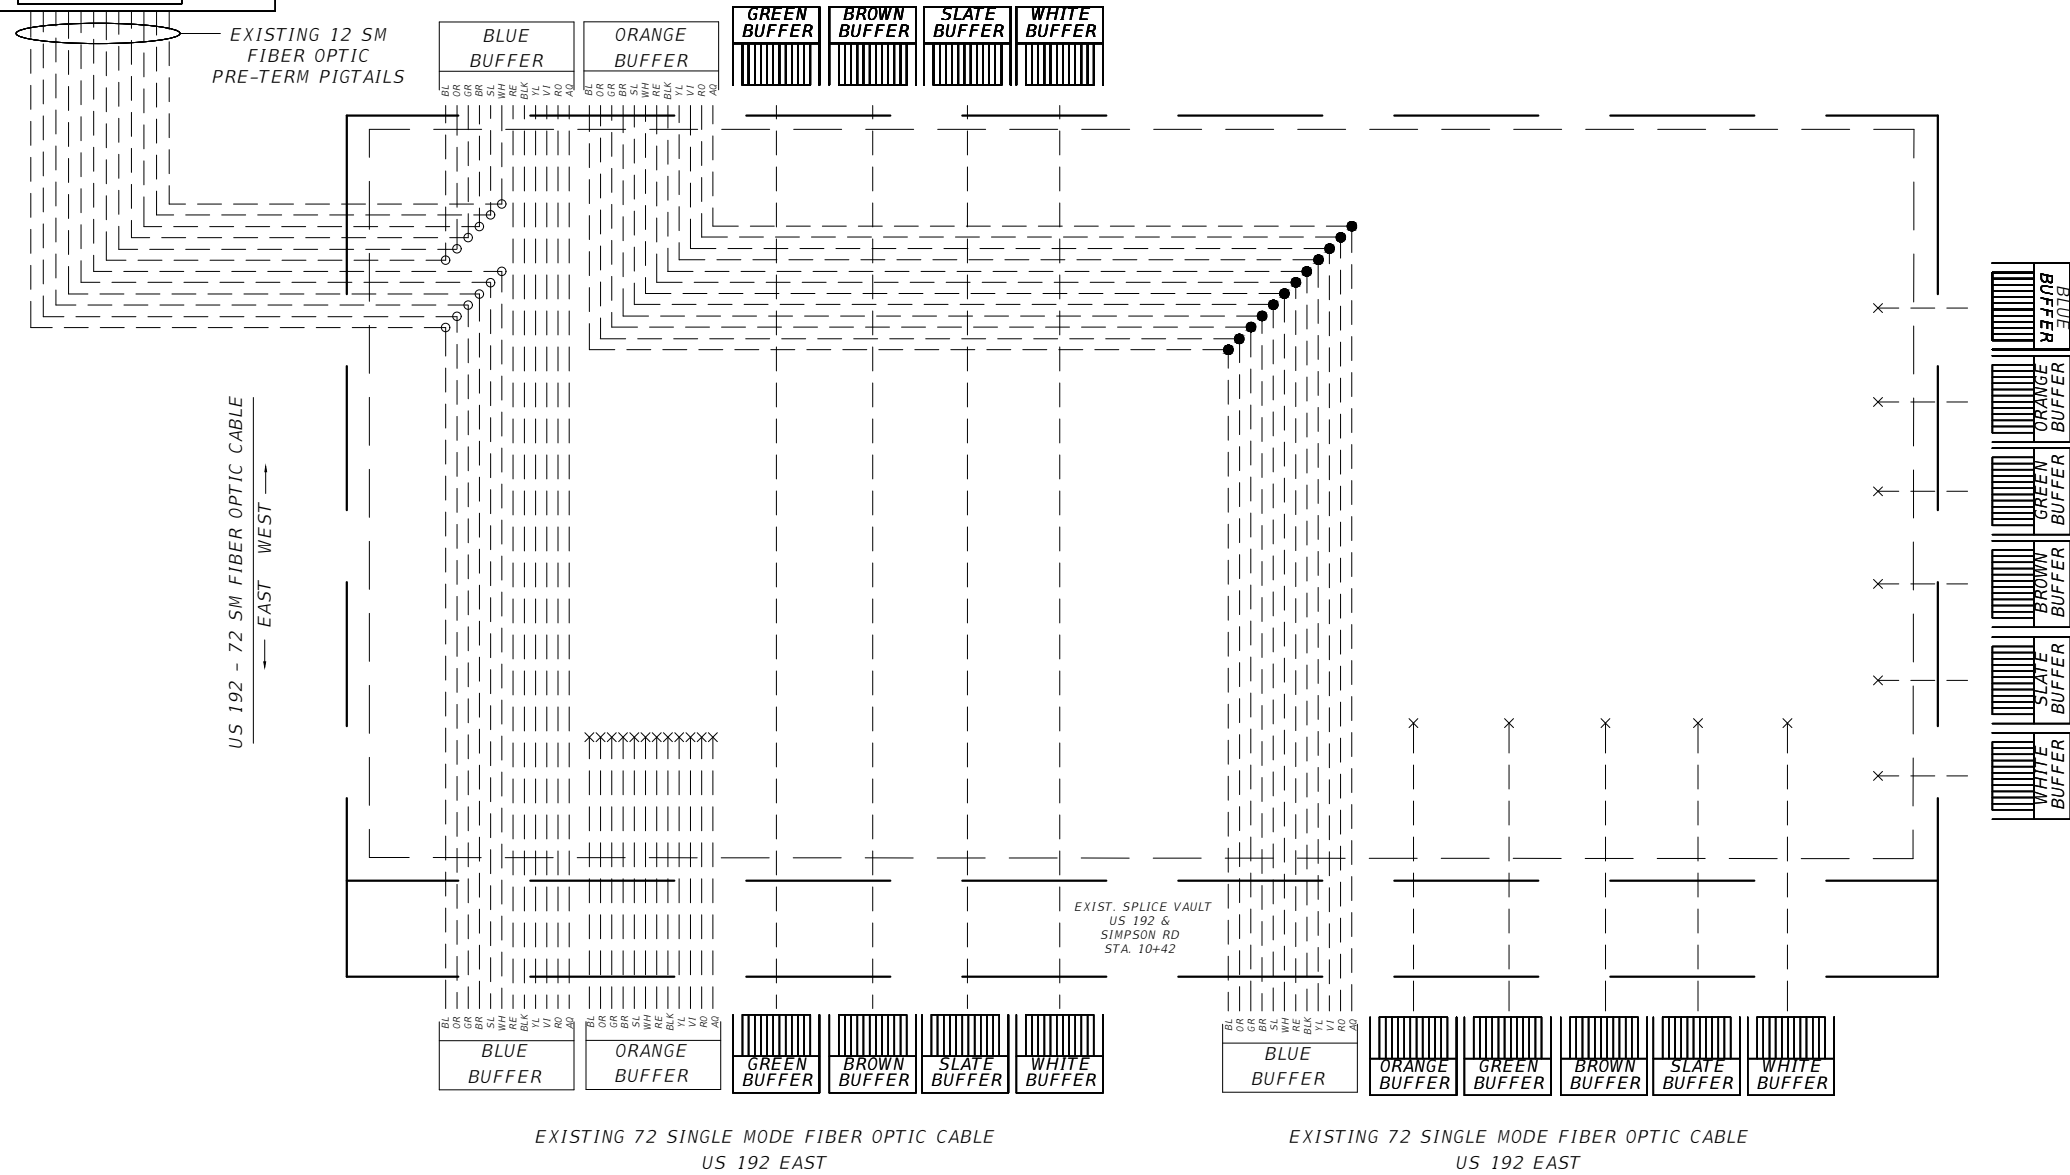 EXISTING 12 SM
FIBER OPTIC
PRE-TERM PIGTAILS
BLUE
BUFFER
ORANGE
BUFFER
GREEN
BUFFER
BROWN
BUFFER
SLATE
BUFFER
WHITE
BUFFER
BL
OR
GR
BR
SL
WH
RE
BLK
YL
VI
RO
AQ
BL
OR
GR
BR
SL
WH
RE
BLK
YL
VI
RO
AQ
BLUE
BUFFER
ORANGE
BUFFER
GREEN
BUFFER
BROWN
BUFFER
SLATE
BUFFER
WHITE
BUFFER
US 192 - 72 SM FIBER OPTIC CABLE
EAST WEST
EXIST. SPLICE VAULT
US 192 &
SIMPSON RD
STA. 10+42
BL
OR
GR
BR
SL
WH
RE
BLK
YL
VI
RO
AQ
BL
OR
GR
BR
SL
WH
RE
BLK
YL
VI
RO
AQ
BL
OR
GR
BR
SL
WH
RE
BLK
YL
VI
RO
AQ
BLUE
BUFFER
ORANGE
BUFFER
GREEN
BUFFER
BROWN
BUFFER
SLATE
BUFFER
WHITE
BUFFER
BLUE
BUFFER
ORANGE
BUFFER
GREEN
BUFFER
BROWN
BUFFER
SLATE
BUFFER
WHITE
BUFFER
EXISTING 72 SINGLE MODE FIBER OPTIC CABLE
US 192 EAST
EXISTING 72 SINGLE MODE FIBER OPTIC CABLE
US 192 EAST